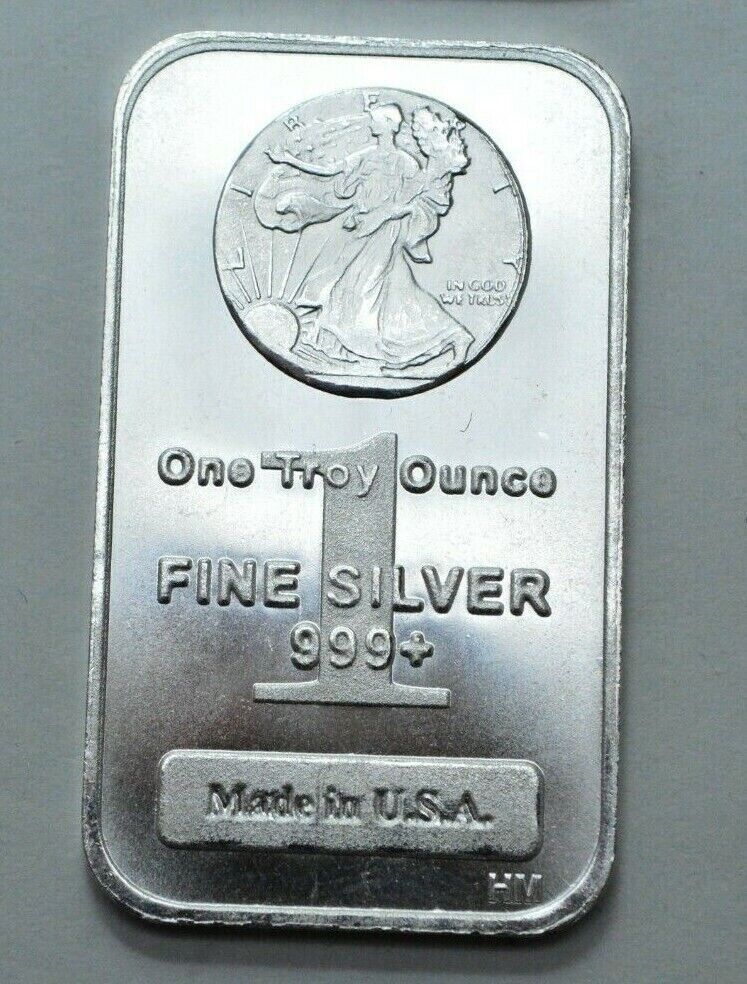 LIBERTY
IN GOD
WE TRUST
1
One Troy Ounce
FINE SILVER
999+
Made in U.S.A.
HM